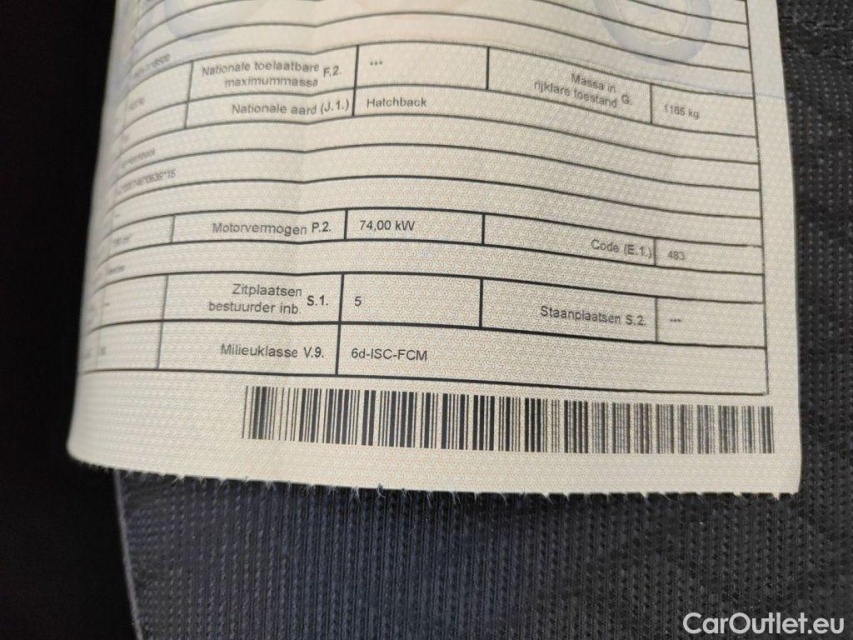 Nationale toelaatbare maximummassa F.2. ---
Massa in rijklare toestand G. 1165 kg
Nationale aard (J.1.) Hatchback
Motorvermogen P.2. 74,00 kW
Code (E.1.) 483
Zitplaatsen bestuurder inb. S.1. 5
Staanplaatsen S.2. ---
Milieuklasse V.9. 6d-ISC-FCM
CarOutlet.eu